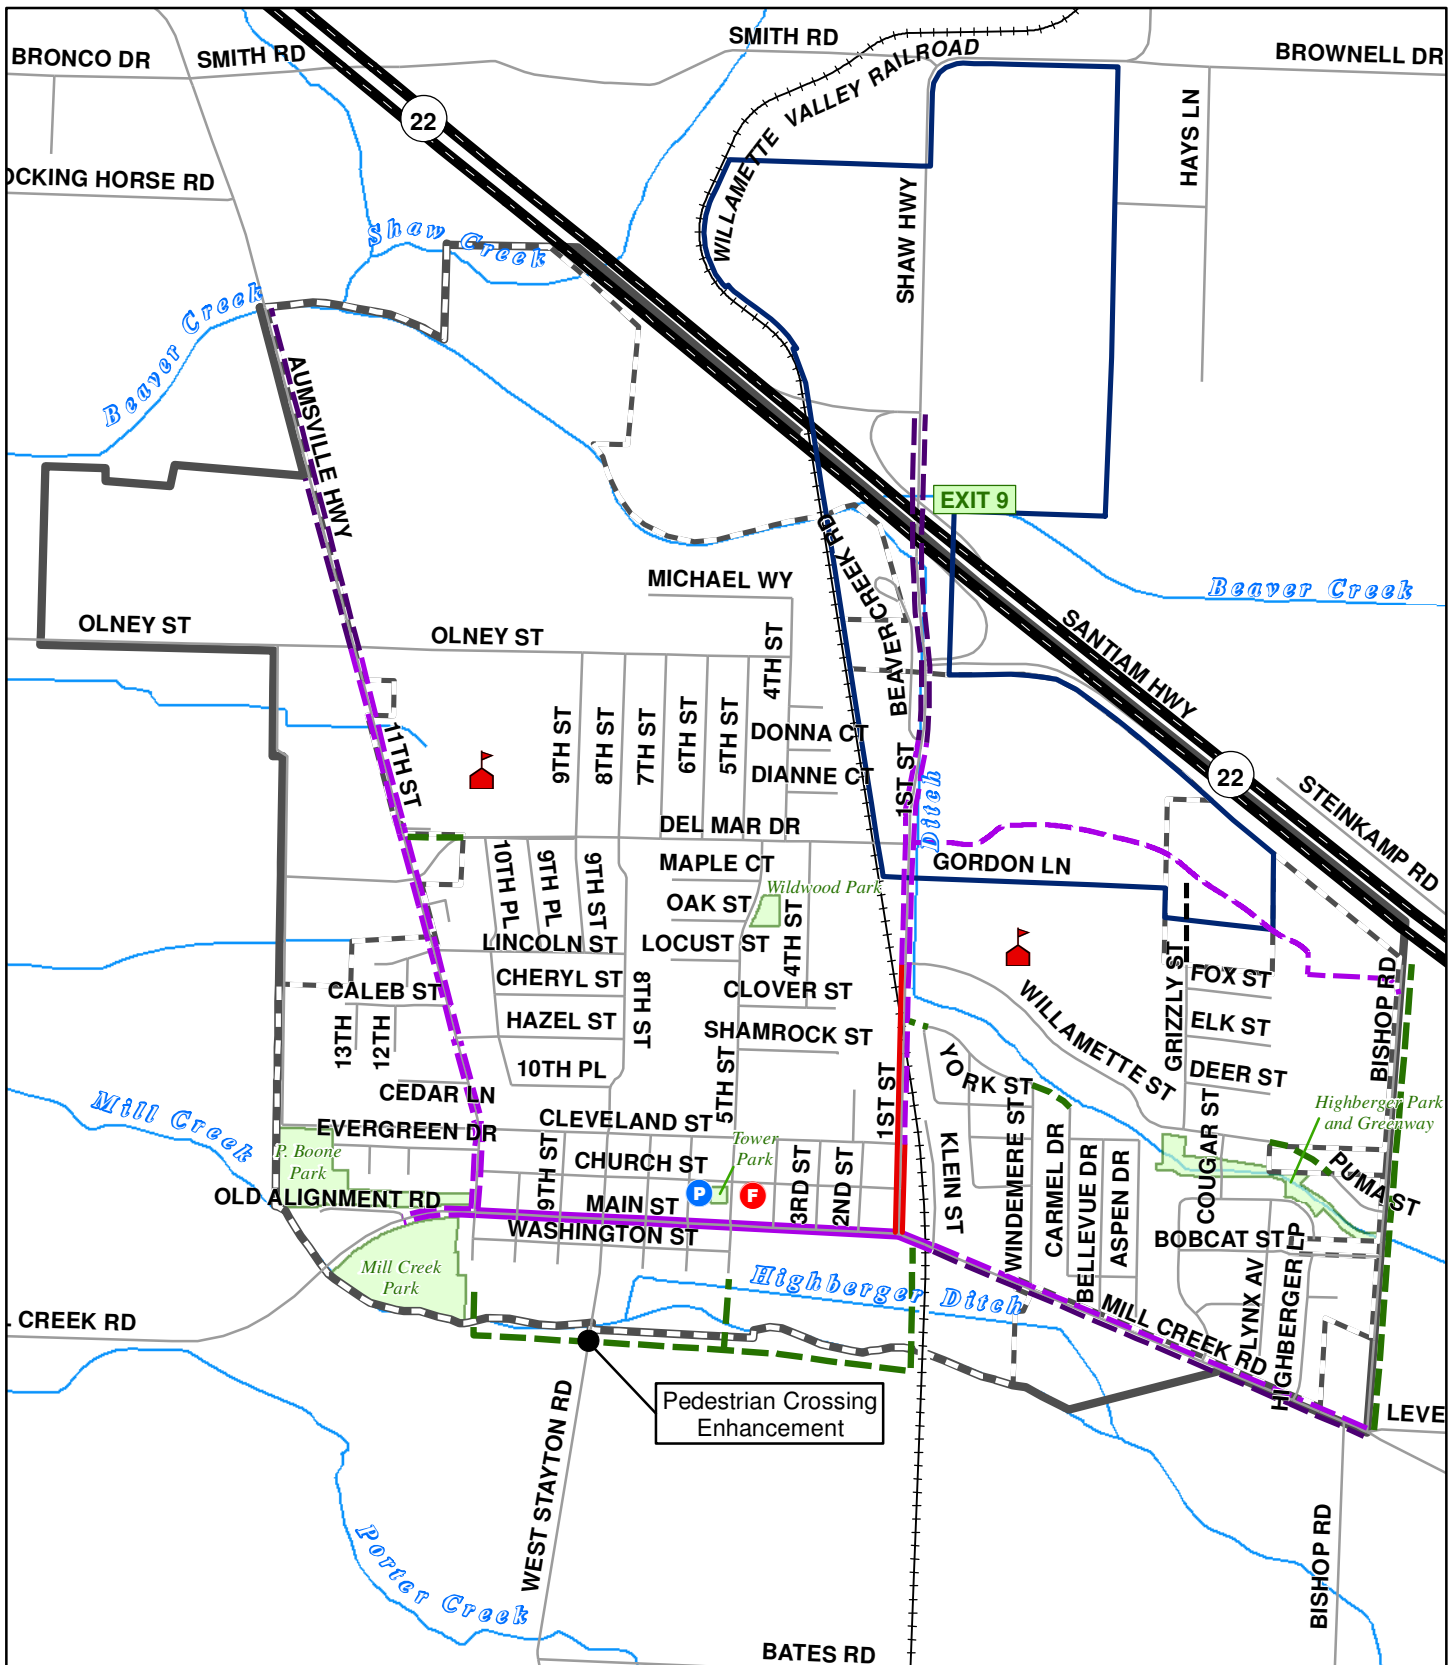 BRONCO DR
SMITH RD
SMITH RD
BROWNELL DR
WILLAMETTE VALLEY RAILROAD
22
OCKING HORSE RD
HAYS LN
SHAW HWY
Shaw Creek
Beaver Creek
AUMSVILLE HWY
EXIT 9
BEAVER CREEK RD
MICHAEL WY
Beaver Creek
OLNEY ST
OLNEY ST
SANTIAM HWY
4TH ST
9TH ST
8TH ST
7TH ST
6TH ST
5TH ST
DONNA CT
11TH ST
DIANNE CT
1ST ST
Ditch
22
STEINKAMP RD
DEL MAR DR
MAPLE CT
GORDON LN
10TH PL
9TH PL
9TH ST
Wildwood Park
OAK ST
4TH ST
LINCOLN ST
LOCUST ST
CHERYL ST
8TH ST
CLOVER ST
CALEB ST
WILLAMETTE ST
GRIZZLY ST
FOX ST
BISHOP RD
HAZEL ST
SHAMROCK ST
ELK ST
13TH
12TH
10TH PL
5TH ST
1ST ST
YORK ST
DEER ST
CEDAR LN
Mill Creek
CLEVELAND ST
Highberger Park
and Greenway
EVERGREEN DR
Tower
Park
P. Boone
Park
CHURCH ST
9TH ST
3RD ST
2ND ST
KLEIN ST
WINDEMERE ST
CARMEL DR
BELLEVUE DR
ASPEN DR
COUGAR ST
PUMA ST
OLD ALIGNMENT RD
MAIN ST
P
F
WASHINGTON ST
BOBCAT ST
Mill Creek
Park
Highberger Ditch
LYNX AV
HIGHBERGER LP
MILL CREEK RD
L CREEK RD
Pedestrian Crossing
Enhancement
LEVE
WEST STAYTON RD
BISHOP RD
Porter Creek
BATES RD